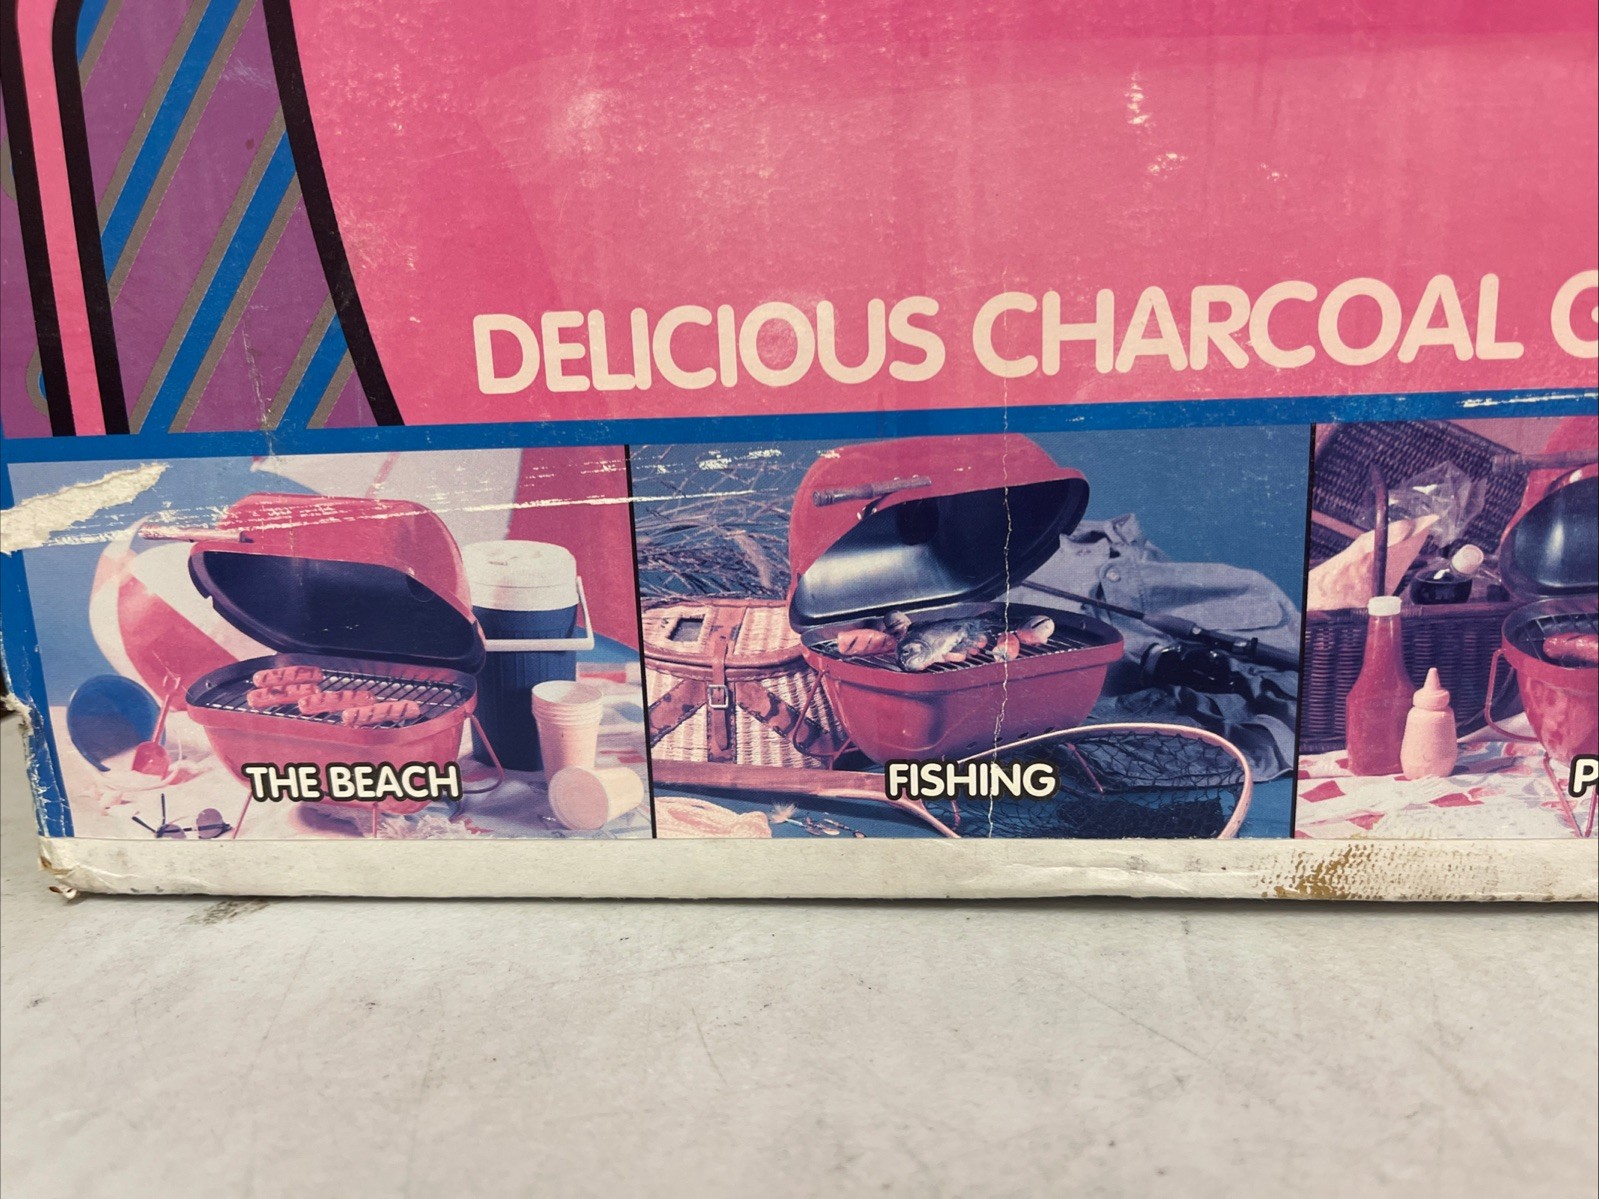 DELICIOUS CHARCOAL
THE BEACH
FISHING